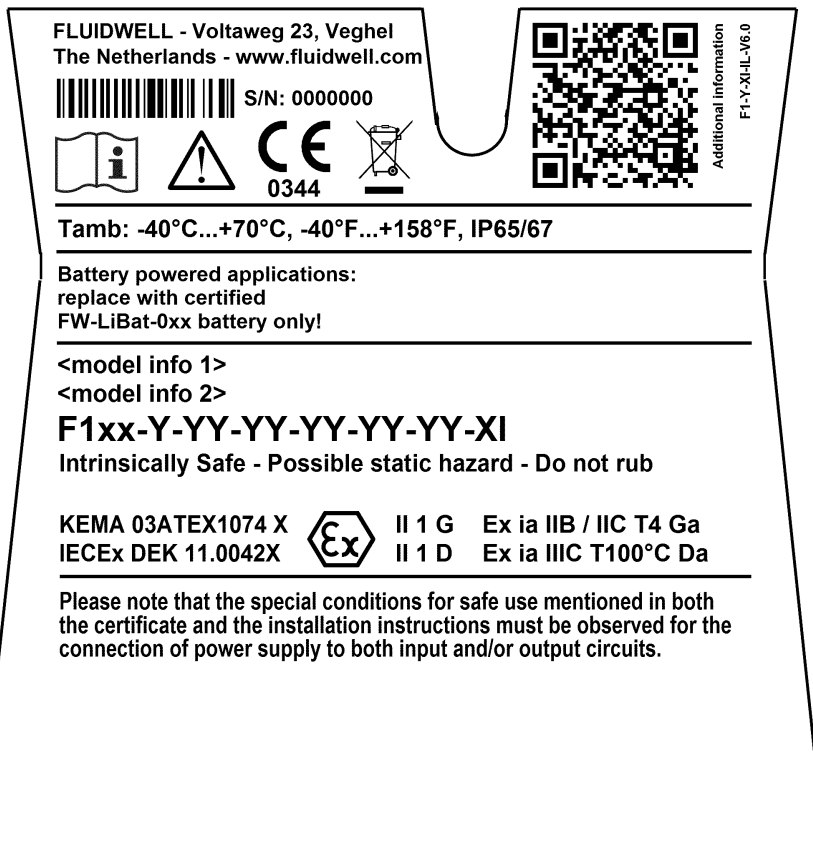 FLUIDWELL - Voltaweg 23, Veghel
The Netherlands - www.fluidwell.com
S/N: 0000000
CE
0344
Additional information
F1-Y-XI-IL-V6.0
Tamb: -40°C...+70°C, -40°F...+158°F, IP65/67
Battery powered applications:
replace with certified
FW-LiBat-0xx battery only!
<model info 1>
<model info 2>
F1xx-Y-YY-YY-YY-YY-YY-XI
Intrinsically Safe - Possible static hazard - Do not rub
KEMA 03ATEX1074 X Ex II 1 G Ex ia IIB / IIC T4 Ga
IECEx DEK 11.0042X II 1 D Ex ia IIIC T100°C Da
Please note that the special conditions for safe use mentioned in both
the certificate and the installation instructions must be observed for the
connection of power supply to both input and/or output circuits.